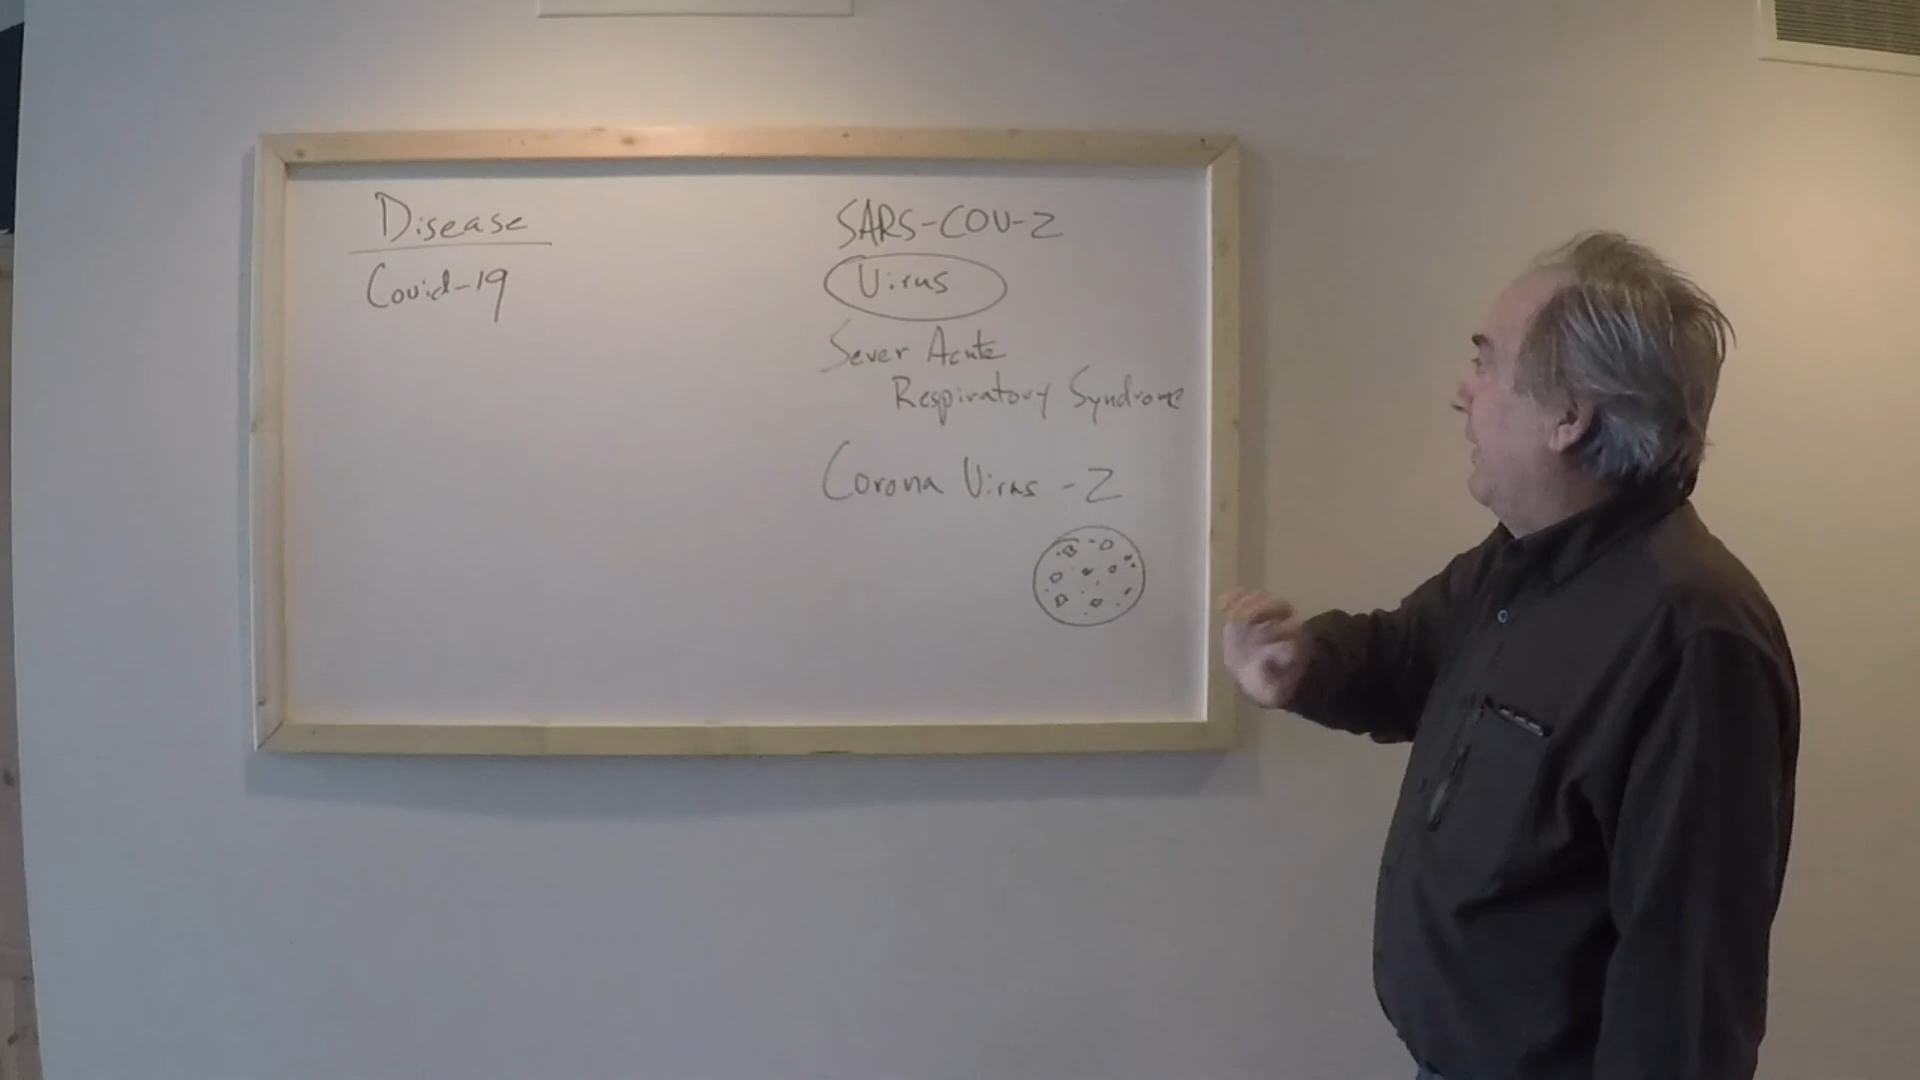 Disease
Covid-19
SARS-COV-2
Virus
Sever Acute
Respiratory Syndrome
Corona Virus -2